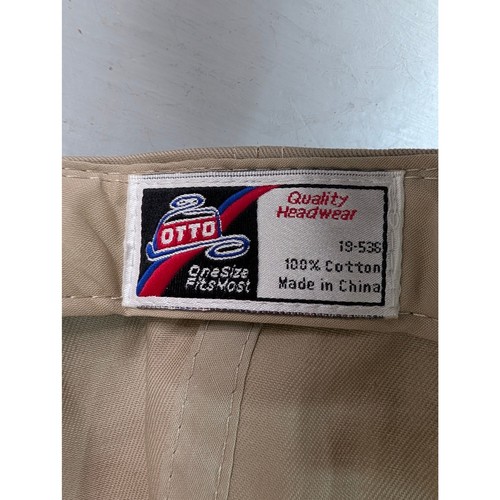 OTTO
OneSize
FitsMost
Quality
Headwear
19-536
100% Cotton
Made in China